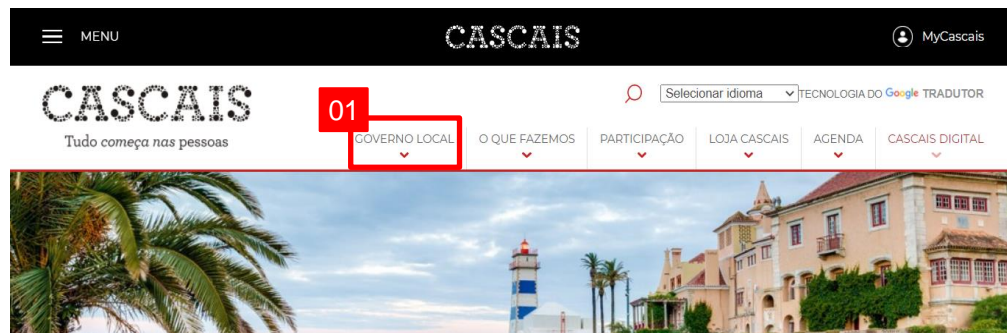 MENU
CASCAIS
MyCascais
CASCAIS
Tudo começa nas pessoas
Selecionar idioma
TECNOLOGIA DO Google TRADUTOR
01
GOVERNO LOCAL
O QUE FAZEMOS
PARTICIPAÇÃO
LOJA CASCAIS
AGENDA
CASCAIS DIGITAL